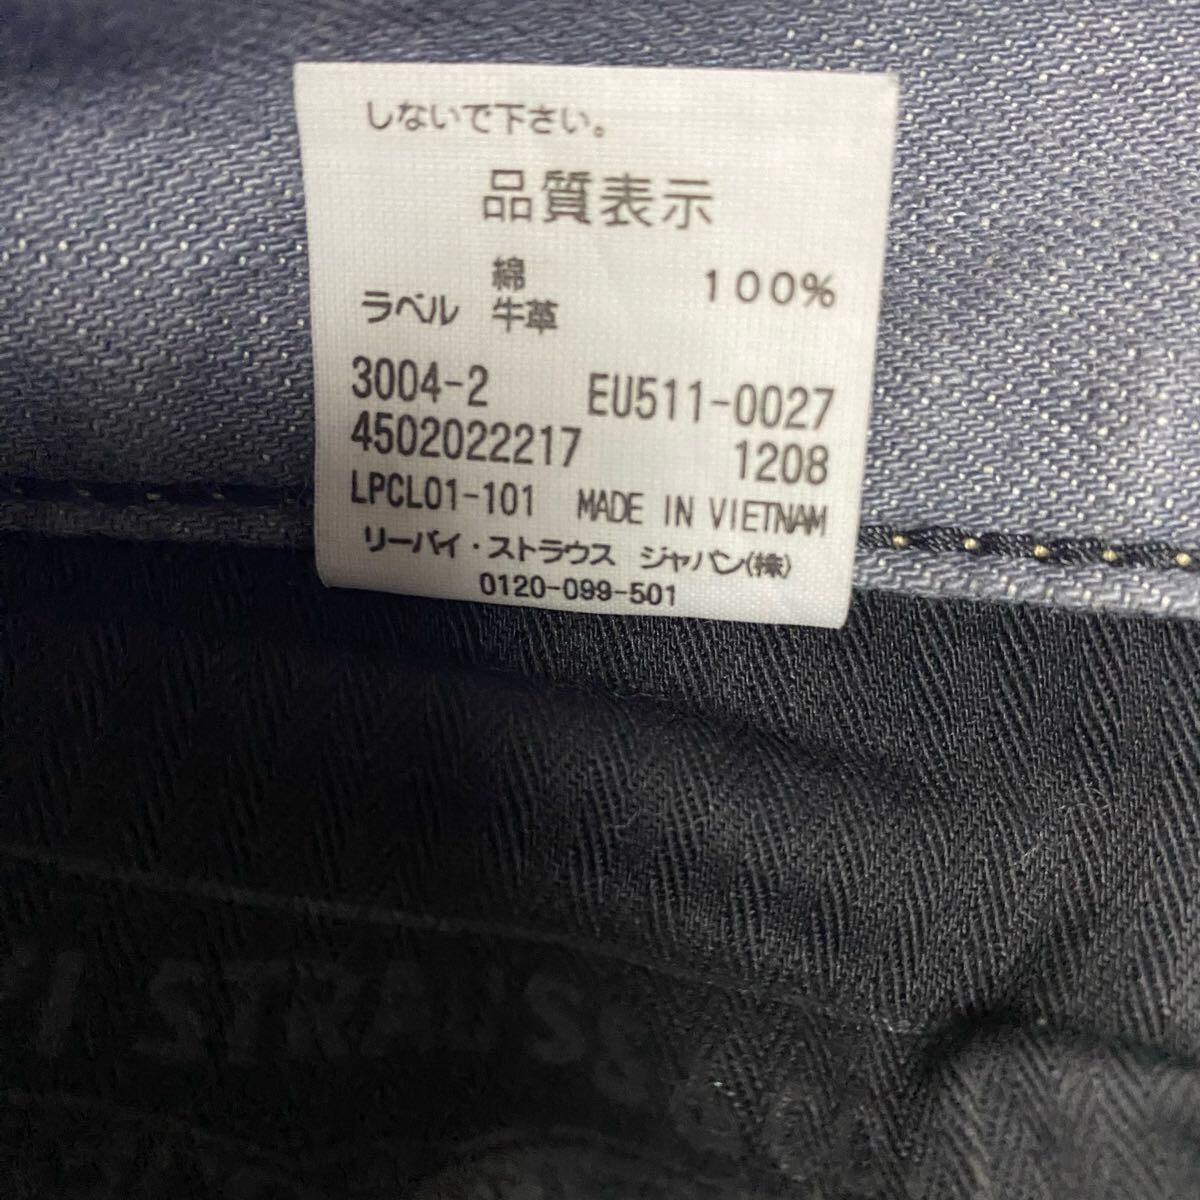 しないで下さい。
品質表示
綿 100%
ラベル 牛革
3004-2 EU511-0027
4502022217 1208
LPCL01-101 MADE IN VIETNAM
リーバイ・ストラウス ジャパン(株)
0120-099-501
STRAUSS &